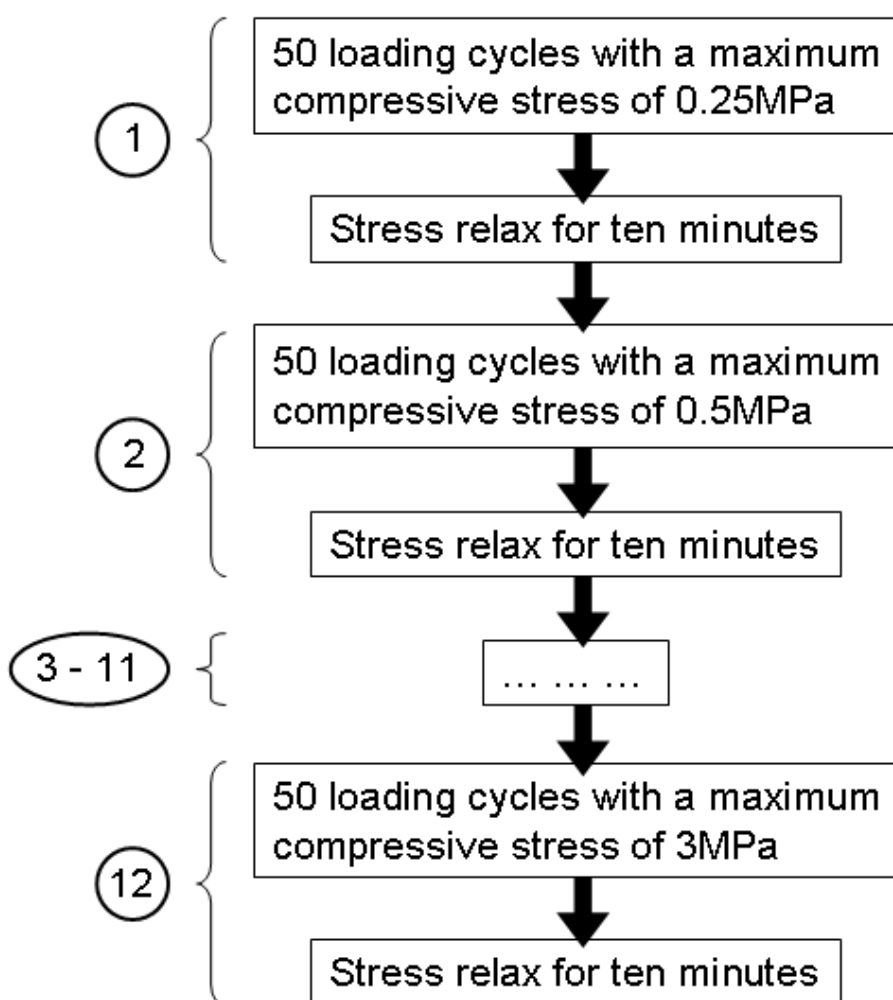 50 loading cycles with a maximum
compressive stress of 0.25MPa
1
Stress relax for ten minutes
50 loading cycles with a maximum
compressive stress of 0.5MPa
2
Stress relax for ten minutes
3 - 11
... ... ...
50 loading cycles with a maximum
compressive stress of 3MPa
12
Stress relax for ten minutes